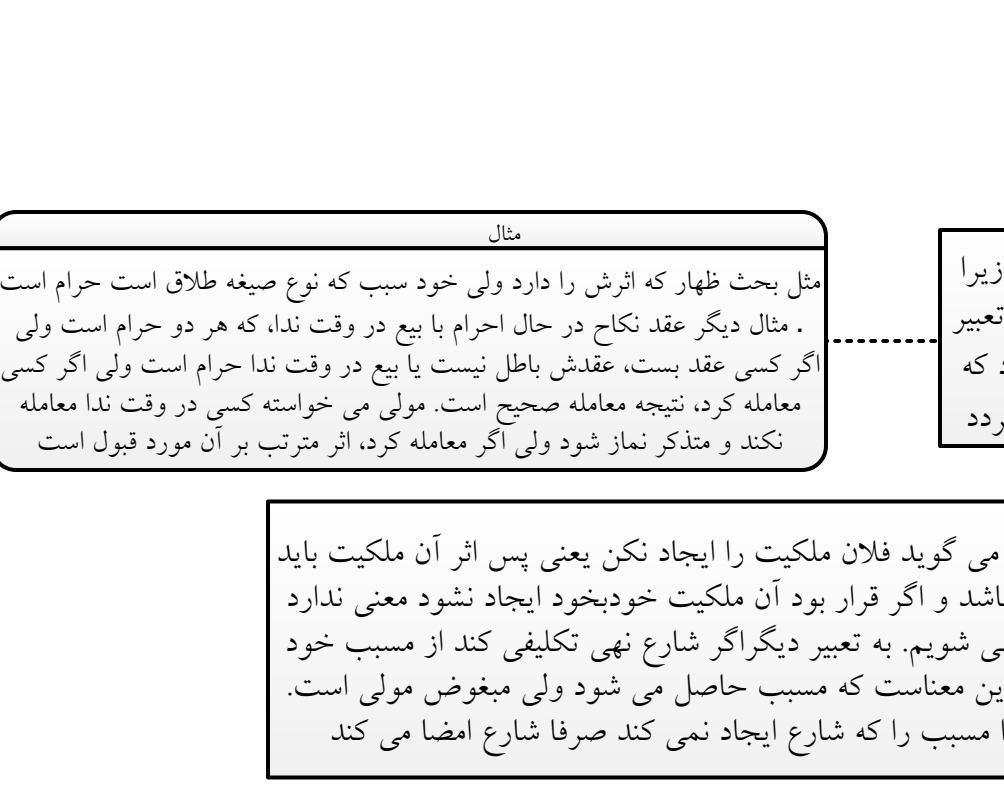 مثال
مثل بحث ظهار که اثرش را دارد ولی خود سبب که نوع صیغه طلاق است حرام است
. مثال دیگر عقد نکاح در حال احرام با بیع در وقت ندا، که هر دو حرام است ولی
اگر کسی عقد بست، عقدش باطل نیست یا بیع در وقت ندا حرام است ولی اگر کسی
معامله کرد، نتیجه معامله صحیح است. مولی می خواسته کسی در وقت ندا معامله
نکند و متذکر نماز شود ولی اگر معامله کرد، اثر مترتب بر آن مورد قبول است
زیرا
تعبیر
که
می گوید فلان ملکیت را ایجاد نکن یعنی پس اثر آن ملکیت باید
و اگر قرار بود آن ملکیت خودبخود ایجاد نشود معنی ندارد
شویم. به تعبیر دیگراگر شارع نهی تکلیفی کند از مسبب خود
معناست که مسبب حاصل می شود ولی مبغوض مولی است.
مسبب را که شارع ایجاد نمی کند صرفا شارع امضا می کند